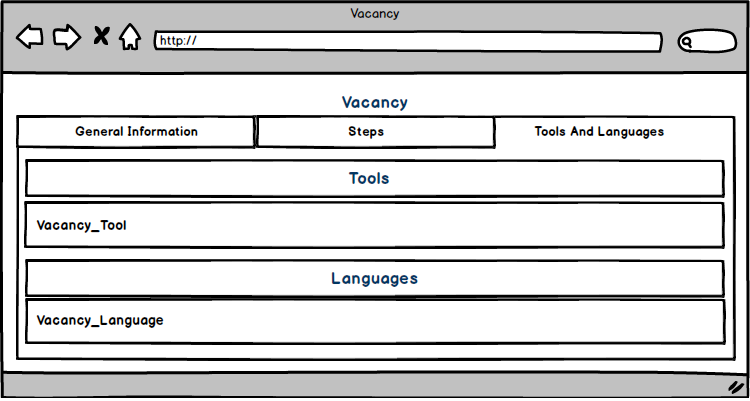 Vacancy
http://
Vacancy
General Information
Steps
Tools And Languages
Tools
Vacancy_Tool
Languages
Vacancy_Language